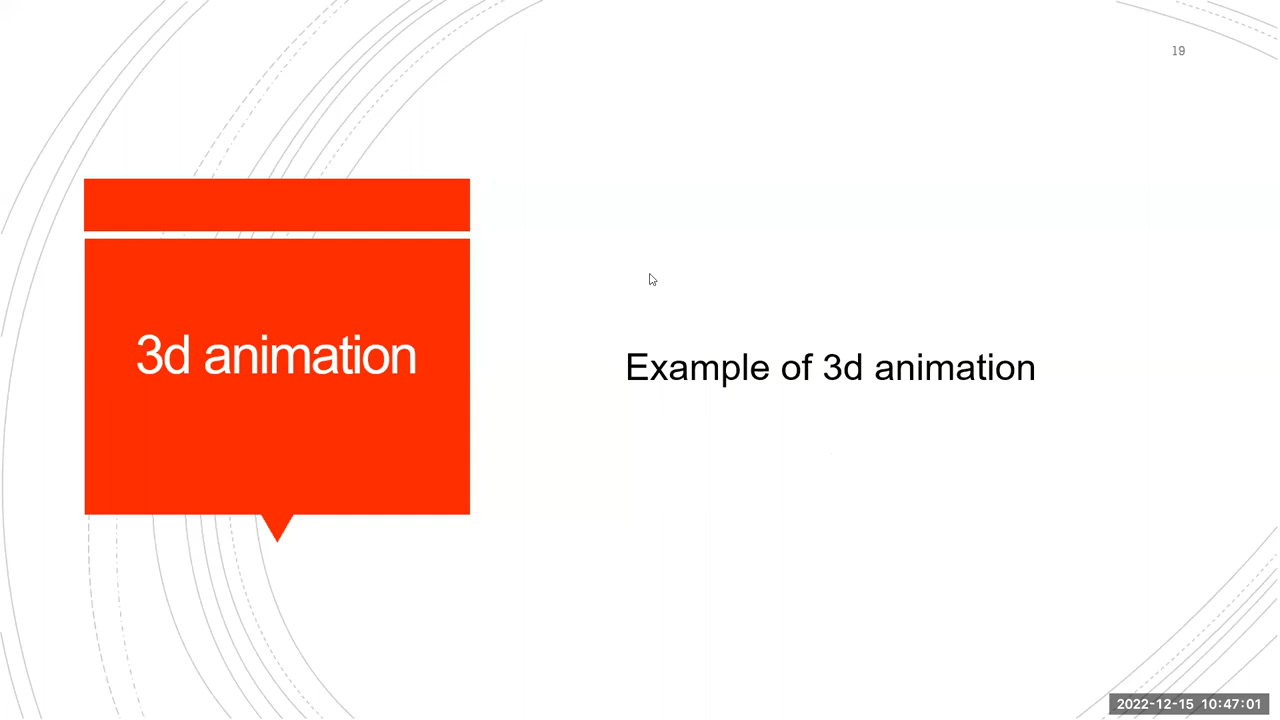 19
3d animation
Example of 3d animation
2022-12-15 10:47:01